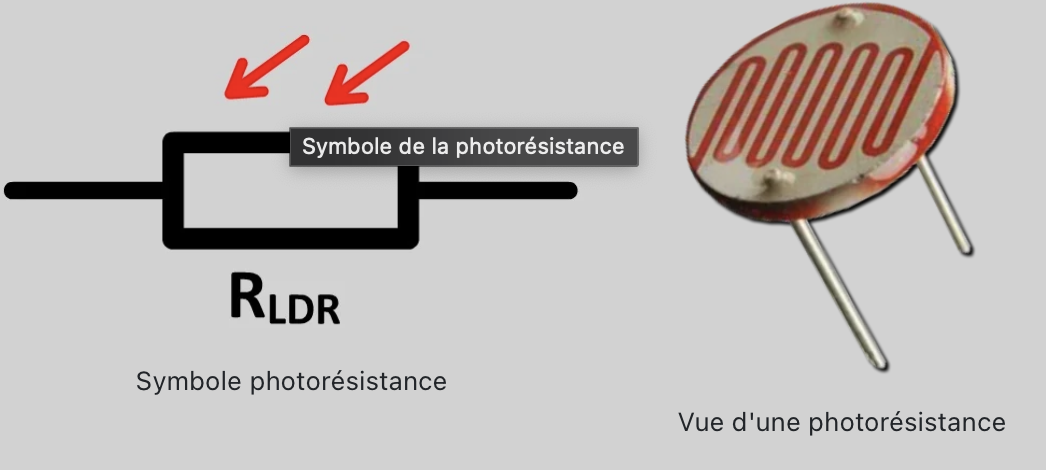 Symbole de la photorésistance
RLDR
Symbole photorésistance
Vue d'une photorésistance